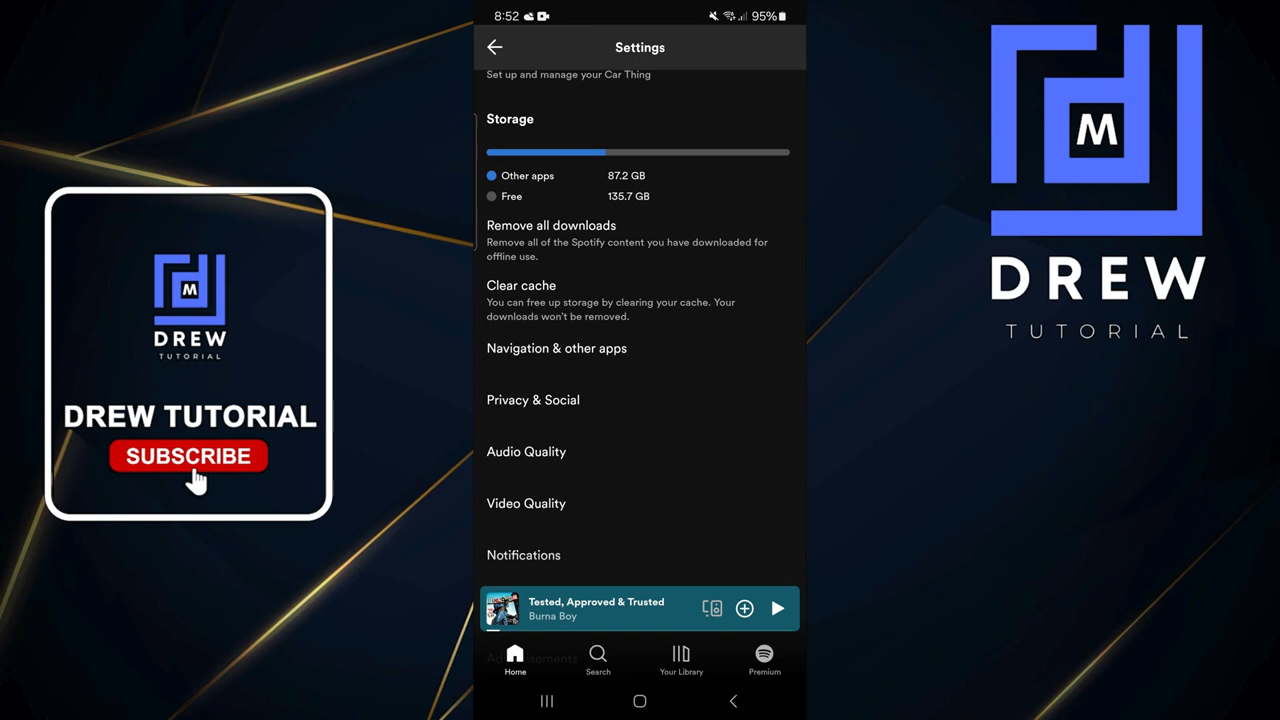 8:52
95%
Settings
Set up and manage your Car Thing
Storage
Other apps 87.2 GB
Free 135.7 GB
Remove all downloads
Remove all of the Spotify content you have downloaded for
offline use.
Clear cache
You can free up storage by clearing your cache. Your
downloads won't be removed.
Navigation & other apps
Privacy & Social
Audio Quality
Video Quality
Notifications
Tested, Approved & Trusted
Burna Boy
Advertisements
Home Search Your Library Premium
M
DREW
TUTORIAL
DREW TUTORIAL
SUBSCRIBE
M
DREW
TUTORIAL